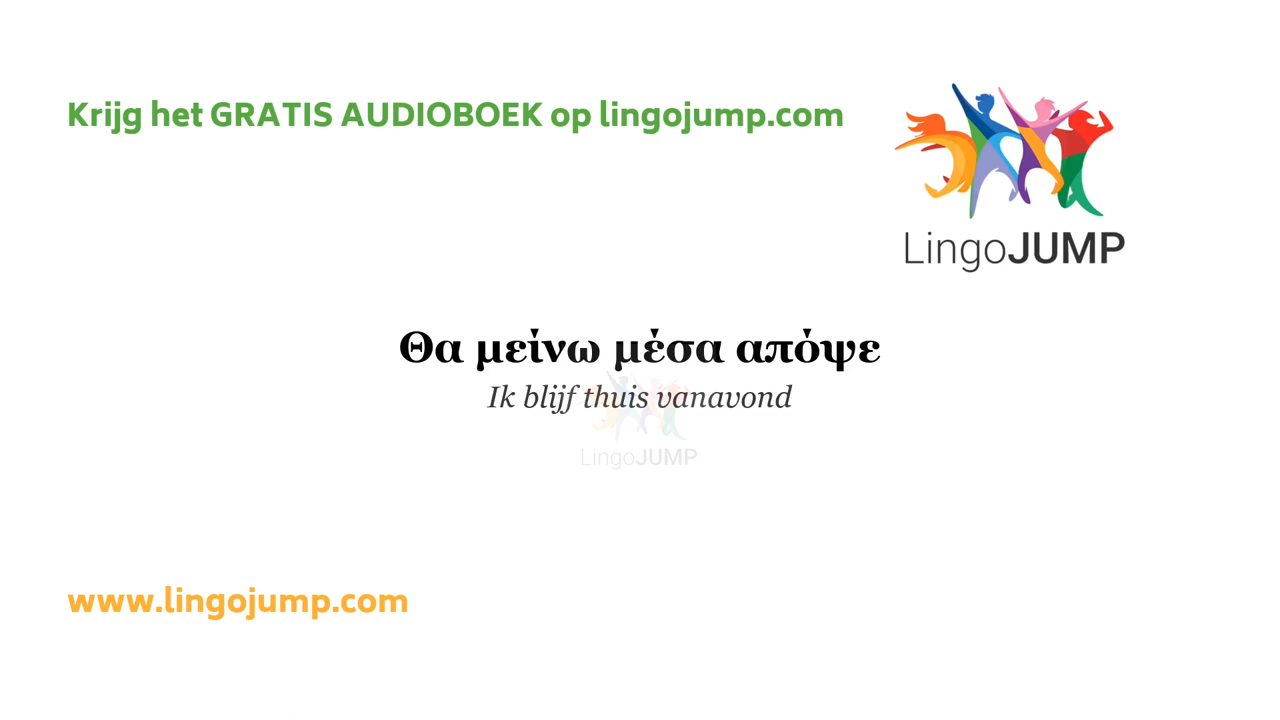 Krijg het GRATIS AUDIOBOEK op lingojump.com
LingoJUMP
Θα μείνω μέσα απόψε
Ik blijf thuis vanavond
LingoJUMP
www.lingojump.com